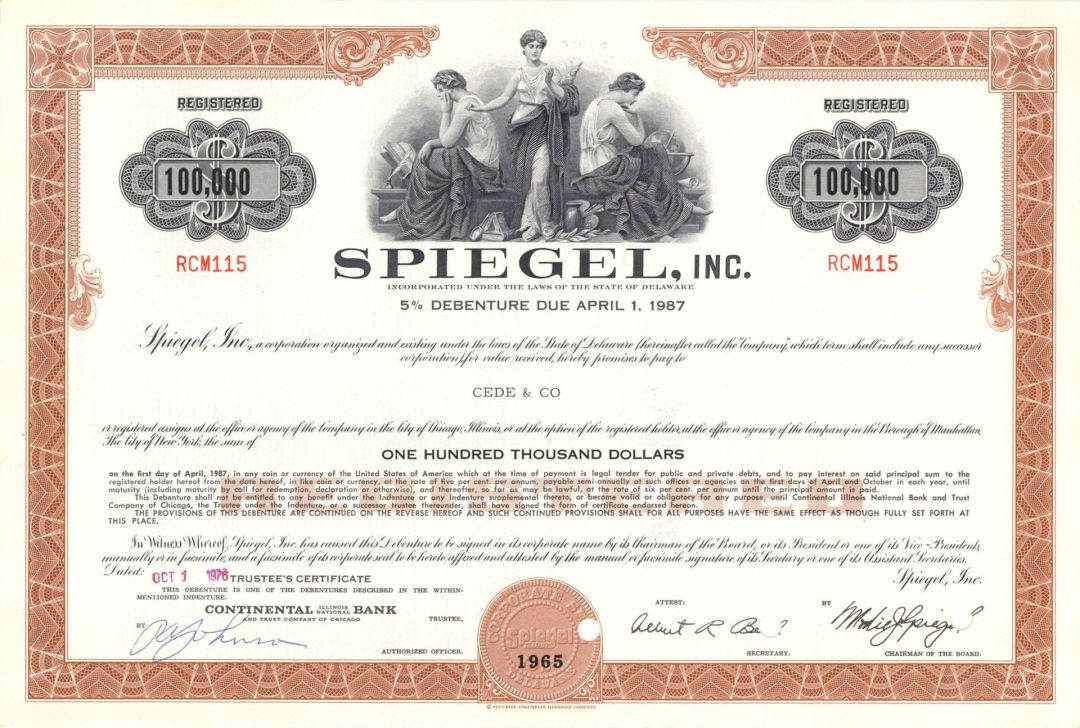 REGISTERED
REGISTERED
100,000
100,000
RCM115
RCM115
SPIEGEL, INC.
INCORPORATED UNDER THE LAWS OF THE STATE OF DELAWARE
5% DEBENTURE DUE APRIL 1, 1987
Spiegel, Inc., a corporation organized and existing under the laws of the State of Delaware (hereinafter called the "Company", which term shall include any successor
corporation), for value received, hereby promises to pay to
CEDE & CO
or registered assigns at the office or agency of the Company in the City of Chicago, Illinois, or at the option of the registered holder, at the office or agency of the Company in the Borough of Manhattan,
The City of New York, the sum of
ONE HUNDRED THOUSAND DOLLARS
on the first day of April, 1987, in any coin or currency of the United States of America which at the time of payment is legal tender for public and private debts, and to pay interest on said principal sum to the
registered holder hereof from the date hereof, in like coin or currency, at the rate of five per cent per annum, payable semi-annually at such offices or agencies on the first days of April and October in each year, until
maturity (including maturity by call for redemption, declaration or otherwise), and thereafter, so far as may be lawful, at the rate of six per cent. per annum until the principal amount is paid.
This Debenture shall not be entitled to any benefit under the Indenture or any indenture supplemental thereto, or become valid or obligatory for any purpose, until Continental Illinois National Bank and Trust
Company of Chicago, the Trustee under the Indenture, or a successor trustee thereunder, shall have signed the form of certificate endorsed hereon.
THE PROVISIONS OF THIS DEBENTURE ARE CONTINUED ON THE REVERSE HEREOF AND SUCH CONTINUED PROVISIONS SHALL FOR ALL PURPOSES HAVE THE SAME EFFECT AS THOUGH FULLY SET FORTH AT
THIS PLACE.
REGISTERED
In Witness Whereof, Spiegel, Inc. has caused this Debenture to be signed in its corporate name by its Chairman of the Board, or its President or one of its Vice-Presidents,
manually or in facsimile, and a facsimile of its corporate seal to be hereto affixed and attested by the manual or facsimile signature of its Secretary or one of its Assistant Secretaries.
Dated: OCT 1 1976
Spiegel, Inc.
TRUSTEE'S CERTIFICATE
THIS DEBENTURE IS ONE OF THE DEBENTURES DESCRIBED IN THE WITHIN-
MENTIONED INDENTURE.
CONTINENTAL ILLINOIS NATIONAL BANK
AND TRUST COMPANY OF CHICAGO
TRUSTEE,
BY
AUTHORIZED OFFICER.
CORPORATE SEAL
Spiegel
1965
DELAWARE
ATTEST:
Albert R
SECRETARY.
BY
CHAIRMAN OF THE BOARD.
© SECURITY-COLUMBIAN BANKNOTE COMPANY